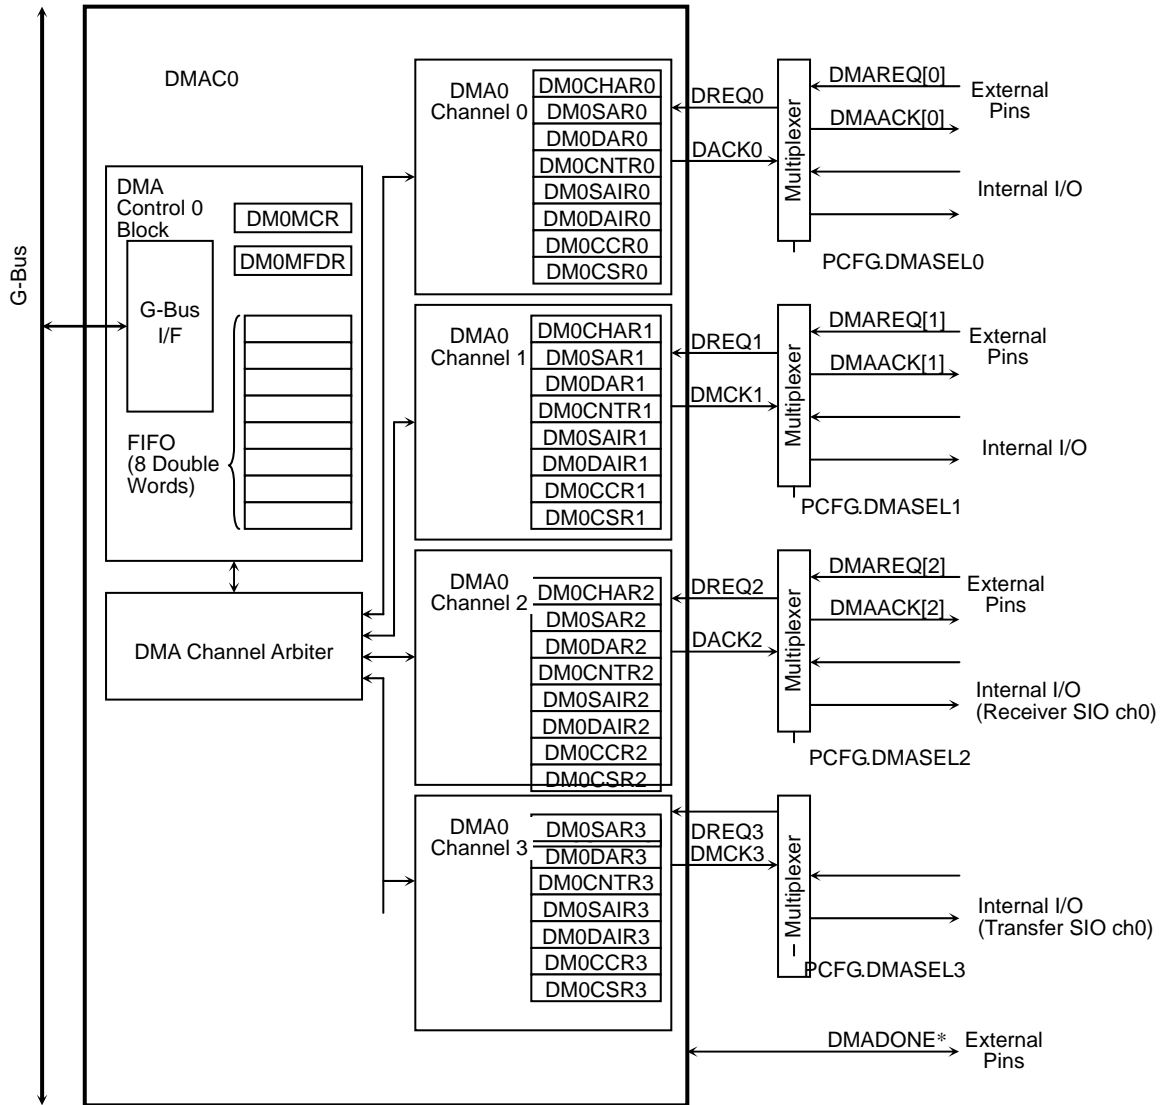 G-Bus
DMAC0
DMA
Control 0
Block
DM0MCR
DM0MFDR
G-Bus
I/F
FIFO
(8 Double
Words)
DMA Channel Arbiter
DMA0
Channel 0
DM0CHAR0
DM0SAR0
DM0DAR0
DM0CNTR0
DM0SAIR0
DM0DAIR0
DM0CCR0
DM0CSR0
DREQ0
DACK0
Multiplexer
DMAREQ[0]
DMAACK[0]
External
Pins
Internal I/O
PCFG.DMASEL0
DMA0
Channel 1
DM0CHAR1
DM0SAR1
DM0DAR1
DM0CNTR1
DM0SAIR1
DM0DAIR1
DM0CCR1
DM0CSR1
DREQ1
DMCK1
Multiplexer
DMAREQ[1]
DMAACK[1]
External
Pins
Internal I/O
PCFG.DMASEL1
DMA0
Channel 2
DM0CHAR2
DM0SAR2
DM0DAR2
DM0CNTR2
DM0SAIR2
DM0DAIR2
DM0CCR2
DM0CSR2
DREQ2
DACK2
Multiplexer
DMAREQ[2]
DMAACK[2]
External
Pins
Internal I/O
(Receiver SIO ch0)
PCFG.DMASEL2
DMA0
Channel 3
DM0SAR3
DM0DAR3
DM0CNTR3
DM0SAIR3
DM0DAIR3
DM0CCR3
DM0CSR3
DREQ3
DMCK3
Multiplexer
Internal I/O
(Transfer SIO ch0)
PCFG.DMASEL3
DMADONE*
External
Pins